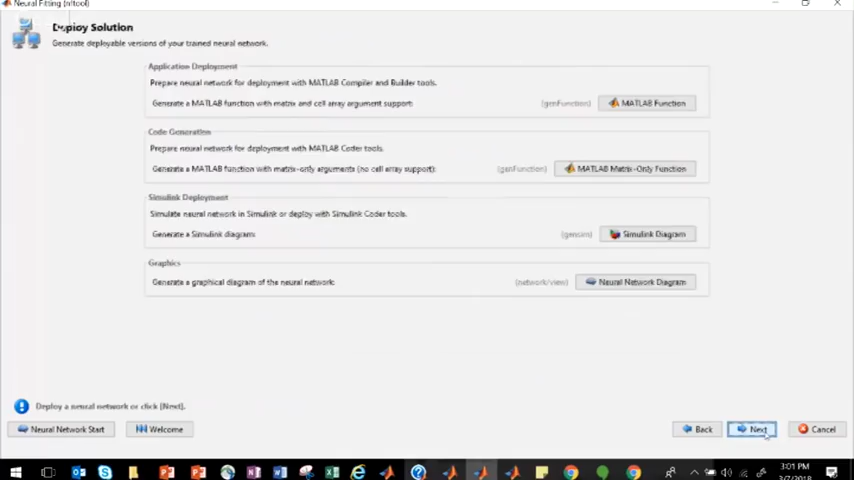 Neural Fitting (nftool)
Deploy Solution
Generate deployable versions of your trained neural network.
Application Deployment
Prepare neural network for deployment with MATLAB Compiler and Builder tools.
Generate a MATLAB function with matrix and cell array argument support: (genFunction) MATLAB Function
Code Generation
Prepare neural network for deployment with MATLAB Coder tools.
Generate a MATLAB function with matrix-only arguments (no cell array support): (genFunction) MATLAB Matrix-Only Function
Simulink Deployment
Simulate neural network in Simulink or deploy with Simulink Coder tools.
Generate a Simulink diagram: (gensim) Simulink Diagram
Graphics
Generate a graphical diagram of the neural network: (network/view) Neural Network Diagram
Deploy a neural network or click [Next].
Neural Network Start Welcome Back Next Cancel
3:01 PM
3/7/2018